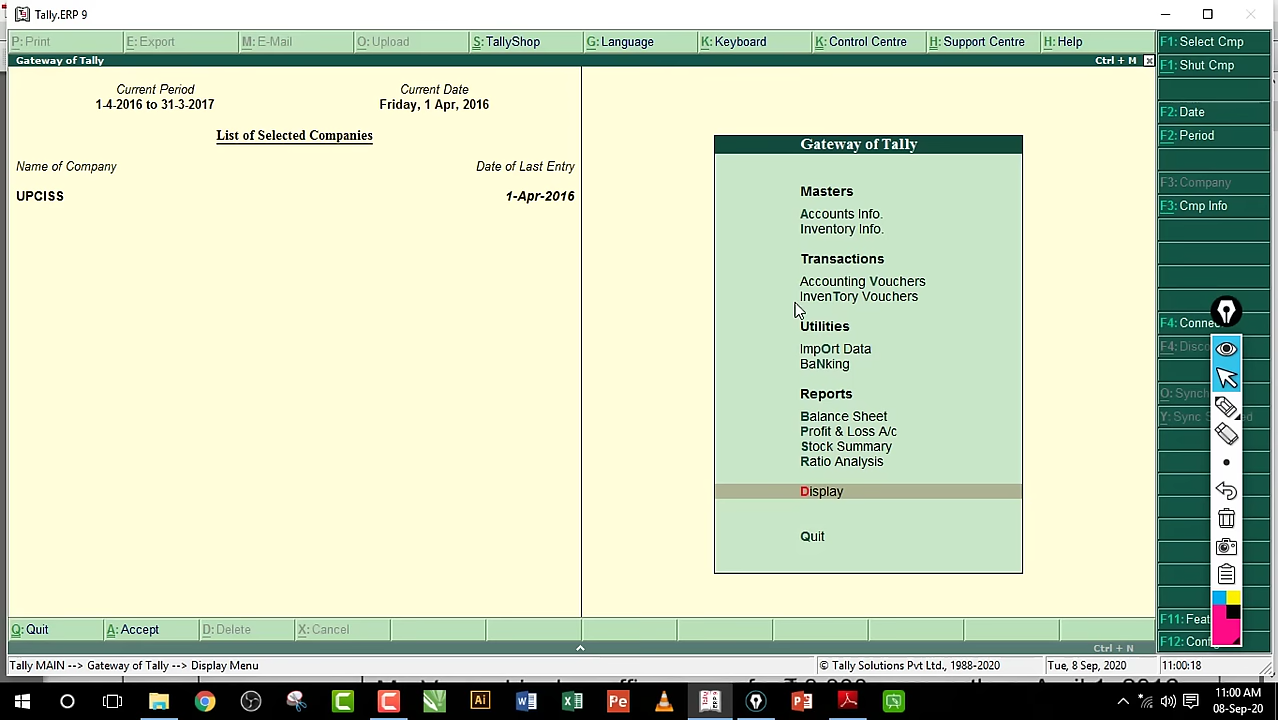 Tally.ERP 9
P: Print E: Export M: E-Mail O: Upload S: TallyShop G: Language K: Keyboard K: Control Centre H: Support Centre H: Help
Gateway of Tally Ctrl + M
Current Period Current Date
1-4-2016 to 31-3-2017 Friday, 1 Apr, 2016
List of Selected Companies
Name of Company Date of Last Entry
UPCISS 1-Apr-2016
Gateway of Tally
Masters
Accounts Info.
Inventory Info.
Transactions
Accounting Vouchers
InvenTory Vouchers
Utilities
ImpOrt Data
BaNking
Reports
Balance Sheet
Profit & Loss A/c
Stock Summary
Ratio Analysis
Display
Quit
F1: Select Cmp
F1: Shut Cmp
F2: Date
F2: Period
F3: Company
F3: Cmp Info
F4:
F4:
O:
Y:
F11:
F12:
Q: Quit A: Accept D: Delete X: Cancel
Ctrl + N
Tally MAIN --> Gateway of Tally --> Display Menu © Tally Solutions Pvt Ltd., 1988-2020 Tue, 8 Sep, 2020 11:00:18
11:00 AM
08-Sep-20